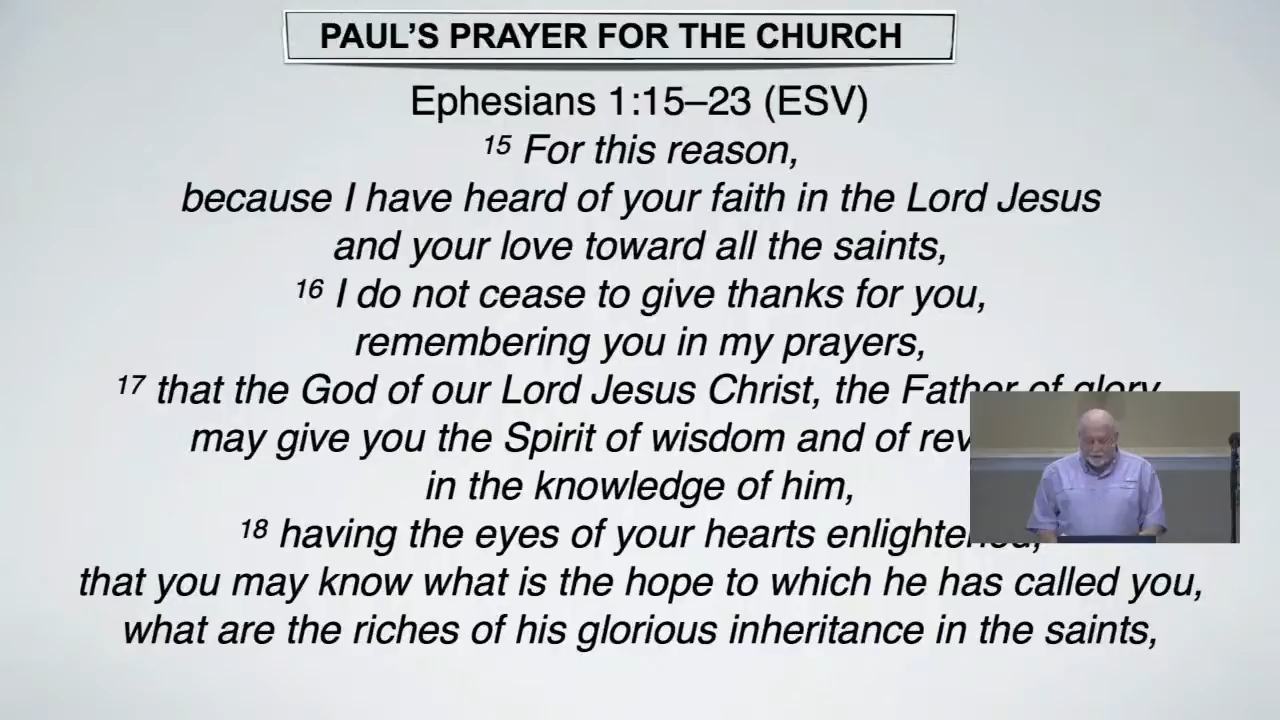 PAUL'S PRAYER FOR THE CHURCH
Ephesians 1:15–23 (ESV)
15 For this reason,
because I have heard of your faith in the Lord Jesus
and your love toward all the saints,
16 I do not cease to give thanks for you,
remembering you in my prayers,
17 that the God of our Lord Jesus Christ, the Father of glory
may give you the Spirit of wisdom and of rev
in the knowledge of him,
18 having the eyes of your hearts enlightened,
that you may know what is the hope to which he has called you,
what are the riches of his glorious inheritance in the saints,